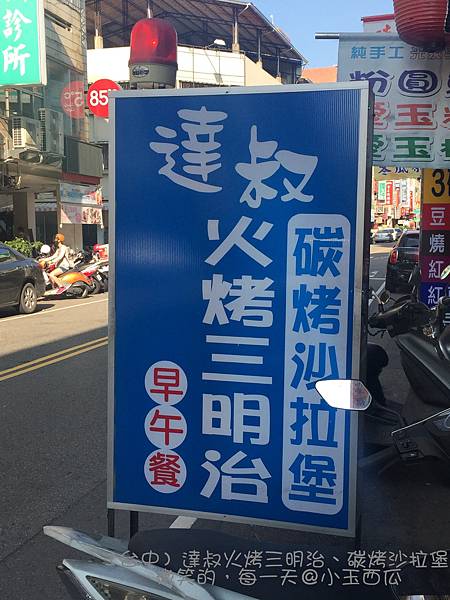 診所
85°
5°C
純手工
粉圓
達叔
火烤三明治
碳烤沙拉堡
早午餐
豆
燒
紅
紅
台中）達叔火烤三明治、碳烤沙拉堡
微笑的，每一天@小玉西瓜